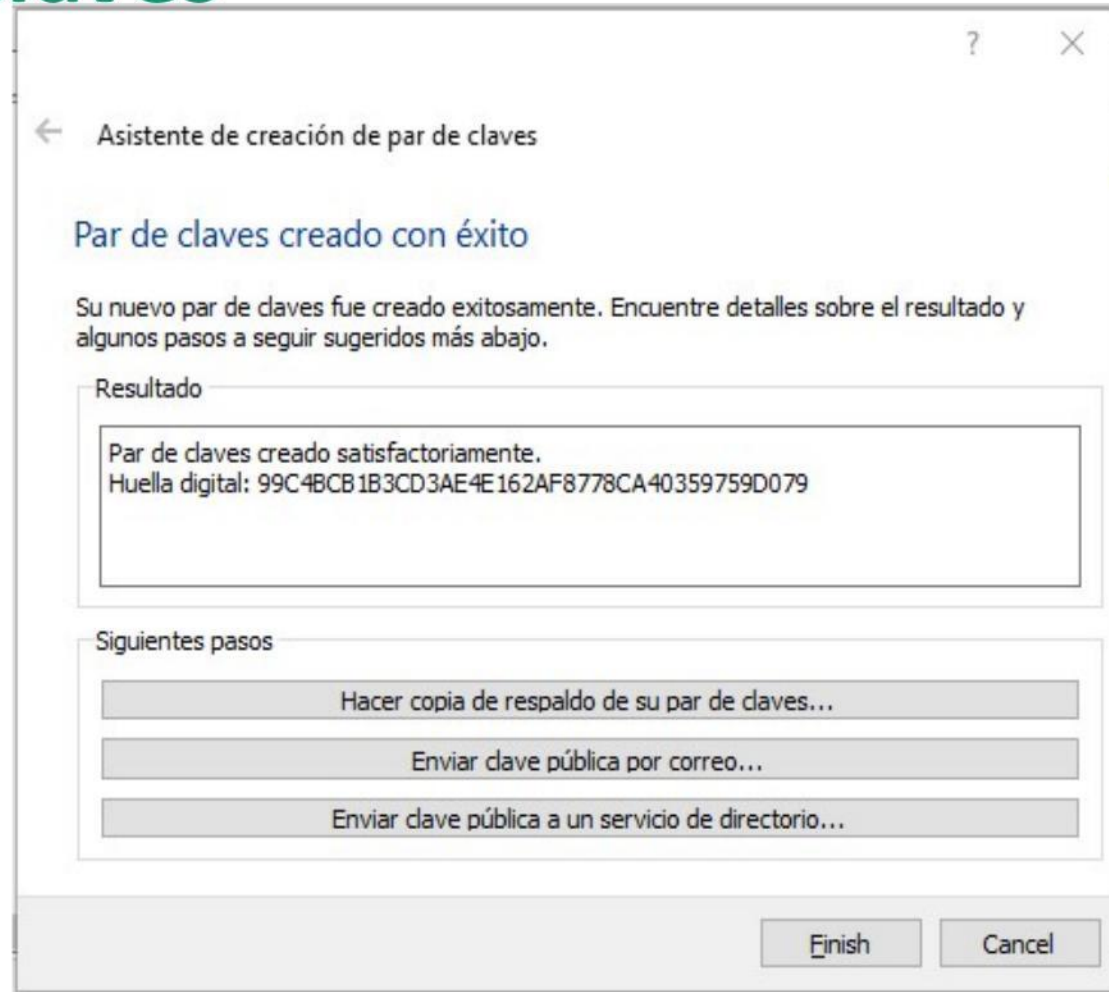 ?
Asistente de creación de par de claves
Par de claves creado con éxito
Su nuevo par de claves fue creado exitosamente. Encuentre detalles sobre el resultado y
algunos pasos a seguir sugeridos más abajo.
Resultado
Par de claves creado satisfactoriamente.
Huella digital: 99C4BCB1B3CD3AE4E162AF8778CA40359759D079
Siguientes pasos
Hacer copia de respaldo de su par de claves...
Enviar clave pública por correo...
Enviar clave pública a un servicio de directorio...
Finish Cancel